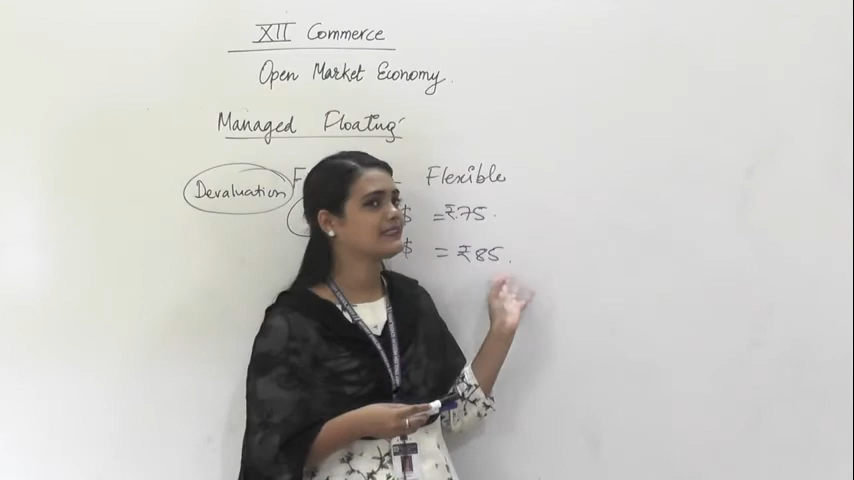 XII Commerce
Open Market Economy.
Managed Floating
Devaluation F Flexible
$ = ₹75.
$ = ₹85.